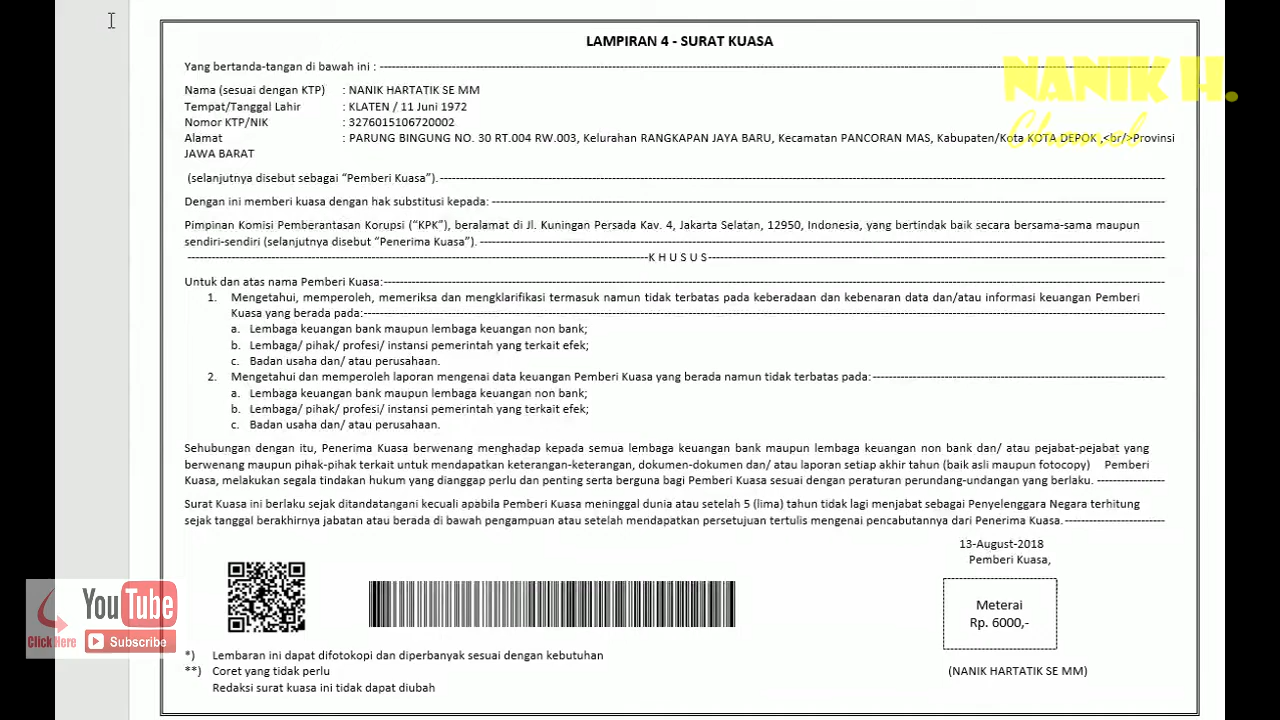 LAMPIRAN 4 - SURAT KUASA
Yang bertanda-tangan di bawah ini :
NANIK H.
Chanel
Nama (sesuai dengan KTP) : NANIK HARTATIK SE MM
Tempat/Tanggal Lahir : KLATEN / 11 Juni 1972
Nomor KTP/NIK : 3276015106720002
Alamat : PARUNG BINGUNG NO. 30 RT.004 RW.003, Kelurahan RANGKAPAN JAYA BARU, Kecamatan PANCORAN MAS, Kabupaten/Kota KOTA DEPOK ,<br/>Provinsi
JAWA BARAT
(selanjutnya disebut sebagai “Pemberi Kuasa”).
Dengan ini memberi kuasa dengan hak substitusi kepada:
Pimpinan Komisi Pemberantasan Korupsi (“KPK”), beralamat di Jl. Kuningan Persada Kav. 4, Jakarta Selatan, 12950, Indonesia, yang bertindak baik secara bersama-sama maupun
sendiri-sendiri (selanjutnya disebut “Penerima Kuasa”).
K H U S U S
Untuk dan atas nama Pemberi Kuasa:
1. Mengetahui, memperoleh, memeriksa dan mengklarifikasi termasuk namun tidak terbatas pada keberadaan dan kebenaran data dan/atau informasi keuangan Pemberi
Kuasa yang berada pada:
a. Lembaga keuangan bank maupun lembaga keuangan non bank;
b. Lembaga/ pihak/ profesi/ instansi pemerintah yang terkait efek;
c. Badan usaha dan/ atau perusahaan.
2. Mengetahui dan memperoleh laporan mengenai data keuangan Pemberi Kuasa yang berada namun tidak terbatas pada:
a. Lembaga keuangan bank maupun lembaga keuangan non bank;
b. Lembaga/ pihak/ profesi/ instansi pemerintah yang terkait efek;
c. Badan usaha dan/ atau perusahaan.
Sehubungan dengan itu, Penerima Kuasa berwenang menghadap kepada semua lembaga keuangan bank maupun lembaga keuangan non bank dan/ atau pejabat-pejabat yang
berwenang maupun pihak-pihak terkait untuk mendapatkan keterangan-keterangan, dokumen-dokumen dan/ atau laporan setiap akhir tahun (baik asli maupun fotocopy) Pemberi
Kuasa, melakukan segala tindakan hukum yang dianggap perlu dan penting serta berguna bagi Pemberi Kuasa sesuai dengan peraturan perundang-undangan yang berlaku.
Surat Kuasa ini berlaku sejak ditandatangani kecuali apabila Pemberi Kuasa meninggal dunia atau setelah 5 (lima) tahun tidak lagi menjabat sebagai Penyelenggara Negara terhitung
sejak tanggal berakhirnya jabatan atau berada di bawah pengampuan atau setelah mendapatkan persetujuan tertulis mengenai pencabutannya dari Penerima Kuasa.
13-August-2018
Pemberi Kuasa,
Meterai
Rp. 6000,-
(NANIK HARTATIK SE MM)
YouTube
Click Here
Subscribe
*) Lembaran ini dapat difotokopi dan diperbanyak sesuai dengan kebutuhan
**) Coret yang tidak perlu
Redaksi surat kuasa ini tidak dapat diubah